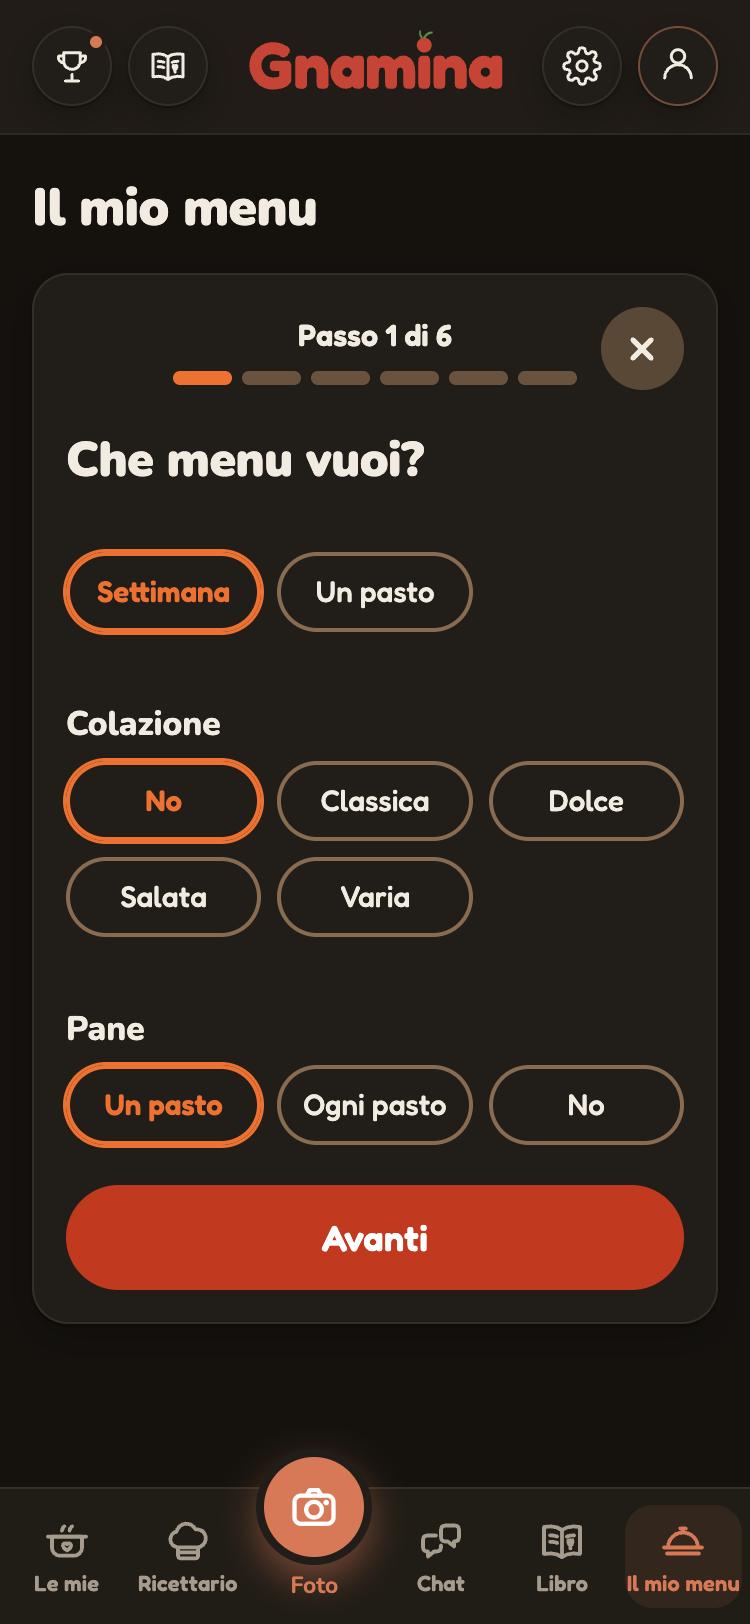 Gnamina
Il mio menu
Passo 1 di 6
Che menu vuoi?
Settimana
Un pasto
Colazione
No
Classica
Dolce
Salata
Varia
Pane
Un pasto
Ogni pasto
No
Avanti
Le mie
Ricettario
Foto
Chat
Libro
Il mio menu